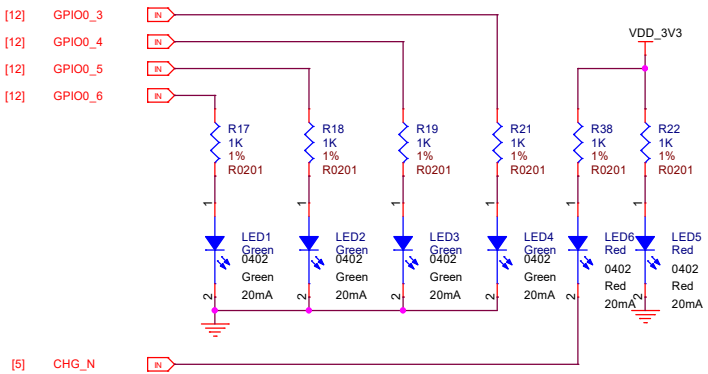 [12] GPIO0_3 IN
[12] GPIO0_4 IN
VDD_3V3
[12] GPIO0_5 IN
[12] GPIO0_6 IN
R17 R18 R19 R21 R38 R22
1K 1K 1K 1K 1K 1K
1% 1% 1% 1% 1% 1%
R0201 R0201 R0201 R0201 R0201 R0201
1 1 1 1 1 1
LED1 LED2 LED3 LED4 LED6 LED5
Green Green Green Green Red Red
0402 0402 0402 0402 0402 0402
Green Green Green Green Red Red
20mA 20mA 20mA 20mA 20mA 20mA
2 2 2 2 2 2
[5] CHG_N IN